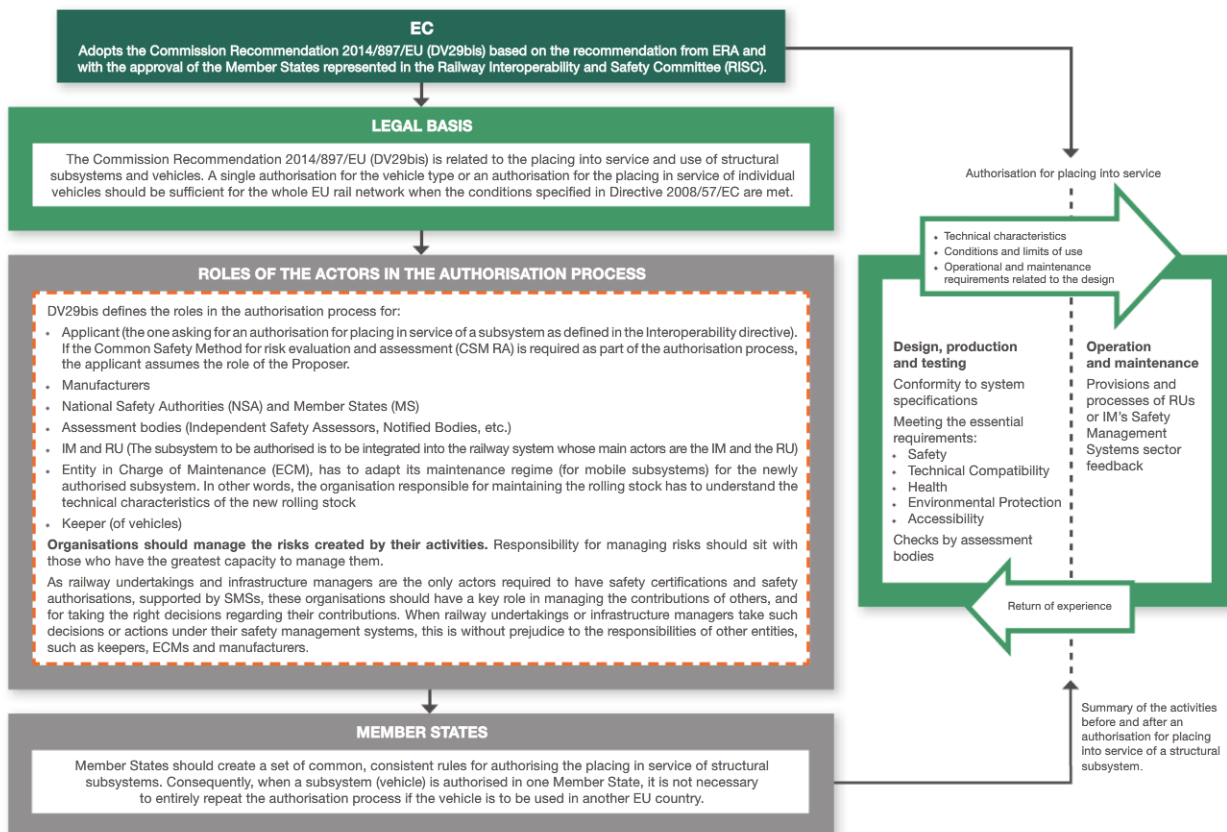 EC
Adopts the Commission Recommendation 2014/897/EU (DV29bis) based on the recommendation from ERA and
with the approval of the Member States represented in the Railway Interoperability and Safety Committee (RISC).
LEGAL BASIS
The Commission Recommendation 2014/897/EU (DV29bis) is related to the placing into service and use of structural
subsystems and vehicles. A single authorisation for the vehicle type or an authorisation for the placing in service of individual
vehicles should be sufficient for the whole EU rail network when the conditions specified in Directive 2008/57/EC are met.
ROLES OF THE ACTORS IN THE AUTHORISATION PROCESS
DV29bis defines the roles in the authorisation process for:
• Applicant (the one asking for an authorisation for placing in service of a subsystem as defined in the Interoperability directive).
If the Common Safety Method for risk evaluation and assessment (CSM RA) is required as part of the authorisation process,
the applicant assumes the role of the Proposer.
• Manufacturers
• National Safety Authorities (NSA) and Member States (MS)
• Assessment bodies (Independent Safety Assessors, Notified Bodies, etc.)
• IM and RU (The subsystem to be authorised is to be integrated into the railway system whose main actors are the IM and the RU)
• Entity in Charge of Maintenance (ECM), has to adapt its maintenance regime (for mobile subsystems) for the newly
authorised subsystem. In other words, the organisation responsible for maintaining the rolling stock has to understand the
technical characteristics of the new rolling stock
• Keeper (of vehicles)
Organisations should manage the risks created by their activities. Responsibility for managing risks should sit with
those who have the greatest capacity to manage them.
As railway undertakings and infrastructure managers are the only actors required to have safety certifications and safety
authorisations, supported by SMSs, these organisations should have a key role in managing the contributions of others, and
for taking the right decisions regarding their contributions. When railway undertakings or infrastructure managers take such
decisions or actions under their safety management systems, this is without prejudice to the responsibilities of other entities,
such as keepers, ECMs and manufacturers.
MEMBER STATES
Member States should create a set of common, consistent rules for authorising the placing in service of structural
subsystems. Consequently, when a subsystem (vehicle) is authorised in one Member State, it is not necessary
to entirely repeat the authorisation process if the vehicle is to be used in another EU country.
Authorisation for placing into service
• Technical characteristics
• Conditions and limits of use
• Operational and maintenance
requirements related to the design
Design, production
and testing
Conformity to system
specifications
Meeting the essential
requirements:
• Safety
• Technical Compatibility
• Health
• Environmental Protection
• Accessibility
Checks by assessment
bodies
Operation
and maintenance
Provisions and
processes of RUs
or IM's Safety
Management
Systems sector
feedback
Return of experience
Summary of the activities
before and after an
authorisation for placing
into service of a structural
subsystem.